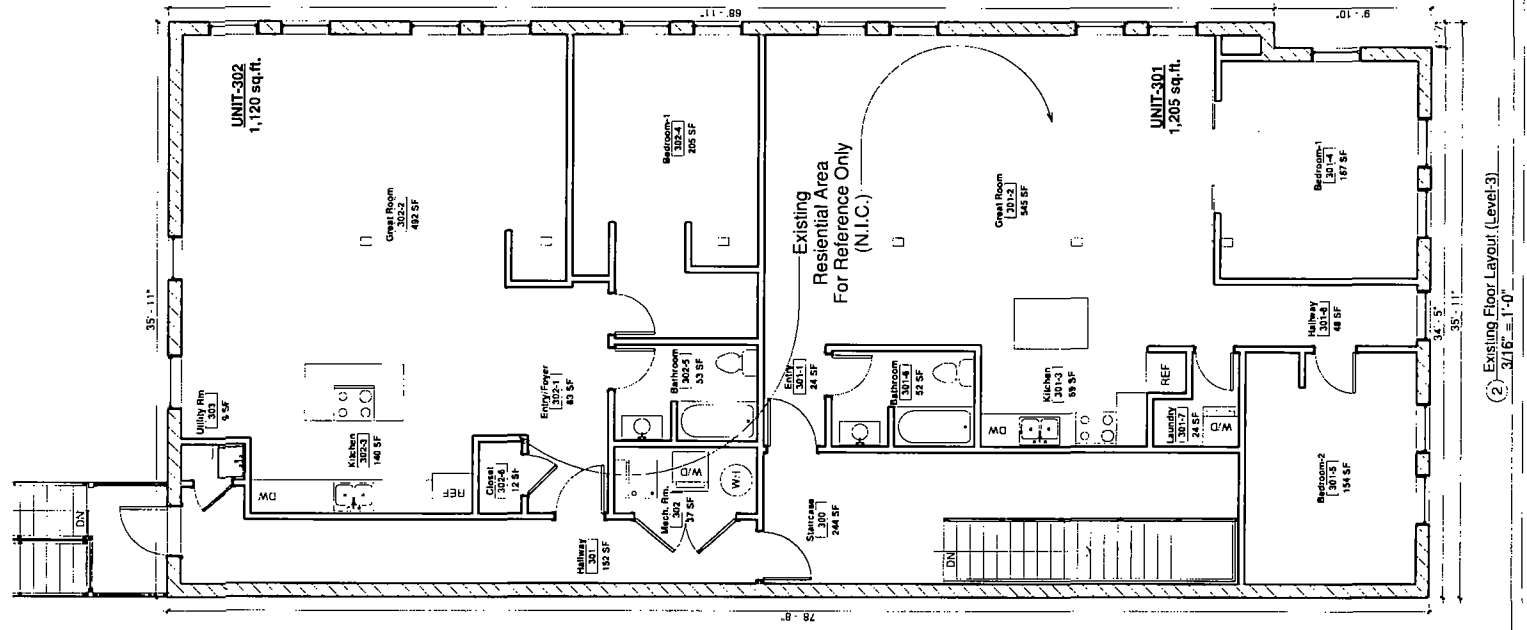 UNIT-302
1,120 sq.ft.
UNIT-301
1,205 sq.ft.
68' - 11"
9' - 10"
35' - 11"
78' - 8"
34' - 5"
35' - 11"
Great Room
302-2
492 SF
Bedroom-1
302-4
205 SF
Great Room
301-2
545 SF
Bedroom-1
301-4
167 SF
Existing
Resiential Area
For Reference Only
(N.I.C.)
Utility Rm
303
9 SF
Kitchen
302-3
140 SF
DW
REF
Closet
302-6
12 SF
Entry/Foyer
302-1
83 SF
Bathroom
302-5
53 SF
Mech. Rm.
302
37 SF
W/D
W.H
Hallway
301
152 SF
Entry
301-1
24 SF
Bathroom
52 SF
Kitchen
301-3
59 SF
DW
REF
Laundry
301-7
24 SF
W/D
Hallway
48 SF
Bedroom-2
301-5
154 SF
Staircase
300
244 SF
DN
DN
2 Existing Floor Layout (Level-3)
3/16" = 1'-0"